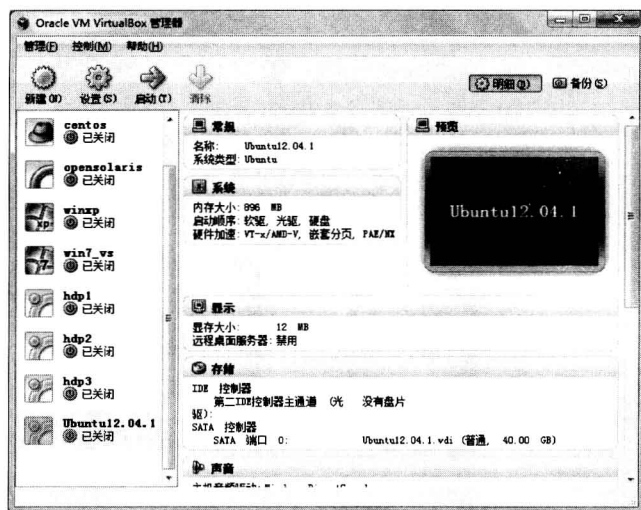 Oracle VM VirtualBox 管理器
管理(F) 控制(M) 帮助(H)
新建(N) 设置(S) 启动(T) 清除
明细(D) 备份(S)
centos
已关闭
opensolaris
已关闭
winxp
已关闭
win7_vs
已关闭
hdp1
已关闭
hdp2
已关闭
hdp3
已关闭
Ubuntu12.04.1
已关闭
常规
名称: Ubuntu12.04.1
系统类型: Ubuntu
系统
内存大小: 896 MB
启动顺序: 软驱, 光驱, 硬盘
硬件加速: VT-x/AMD-V, 嵌套分页, PAE/NX
预览
Ubuntu12.04.1
显示
显存大小: 12 MB
远程桌面服务器: 禁用
存储
IDE 控制器
第二IDE控制器主通道 (光 没有盘片
驱):
SATA 控制器
SATA 端口 0: Ubuntu12.04.1.vdi (普通, 40.00 GB)
声音